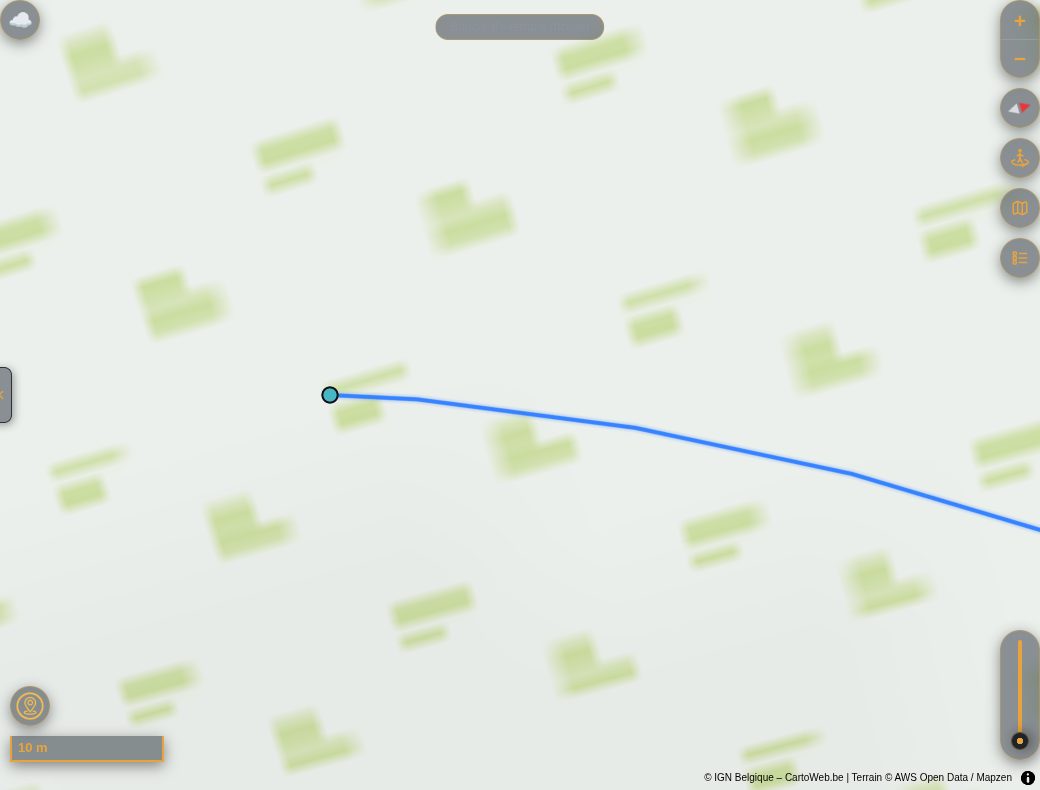 10 m
© IGN Belgique – CartoWeb.be | Terrain © AWS Open Data / Mapzen